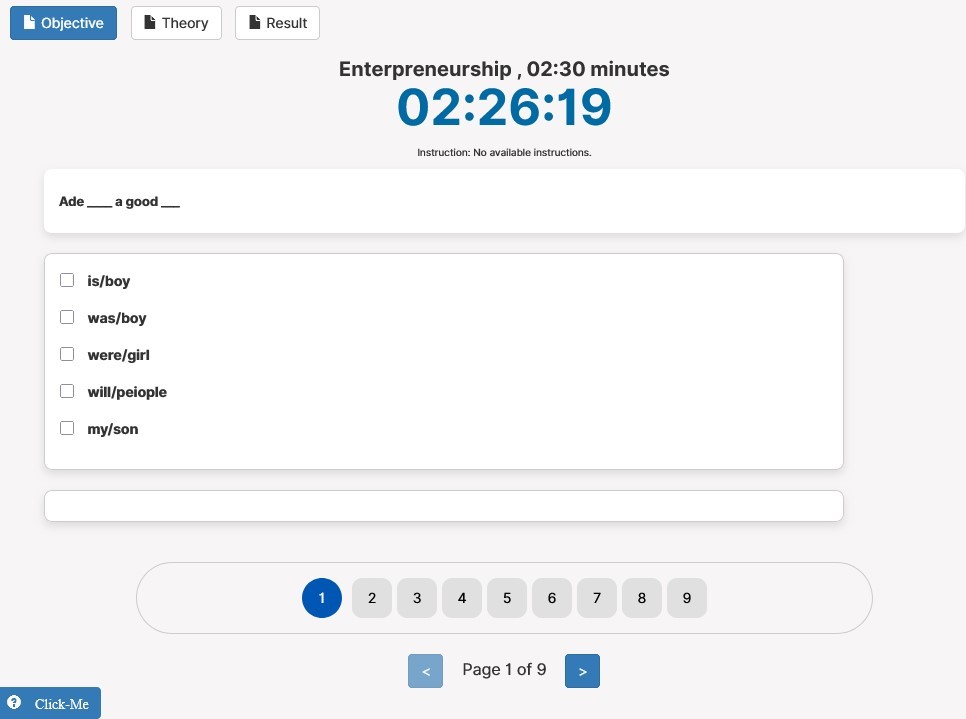 Objective Theory Result
Enterpreneurship , 02:30 minutes
02:26:19
Instruction: No available instructions.
Ade ____ a good ___
is/boy
was/boy
were/girl
will/peiople
my/son
1 2 3 4 5 6 7 8 9
< Page 1 of 9 >
Click-Me